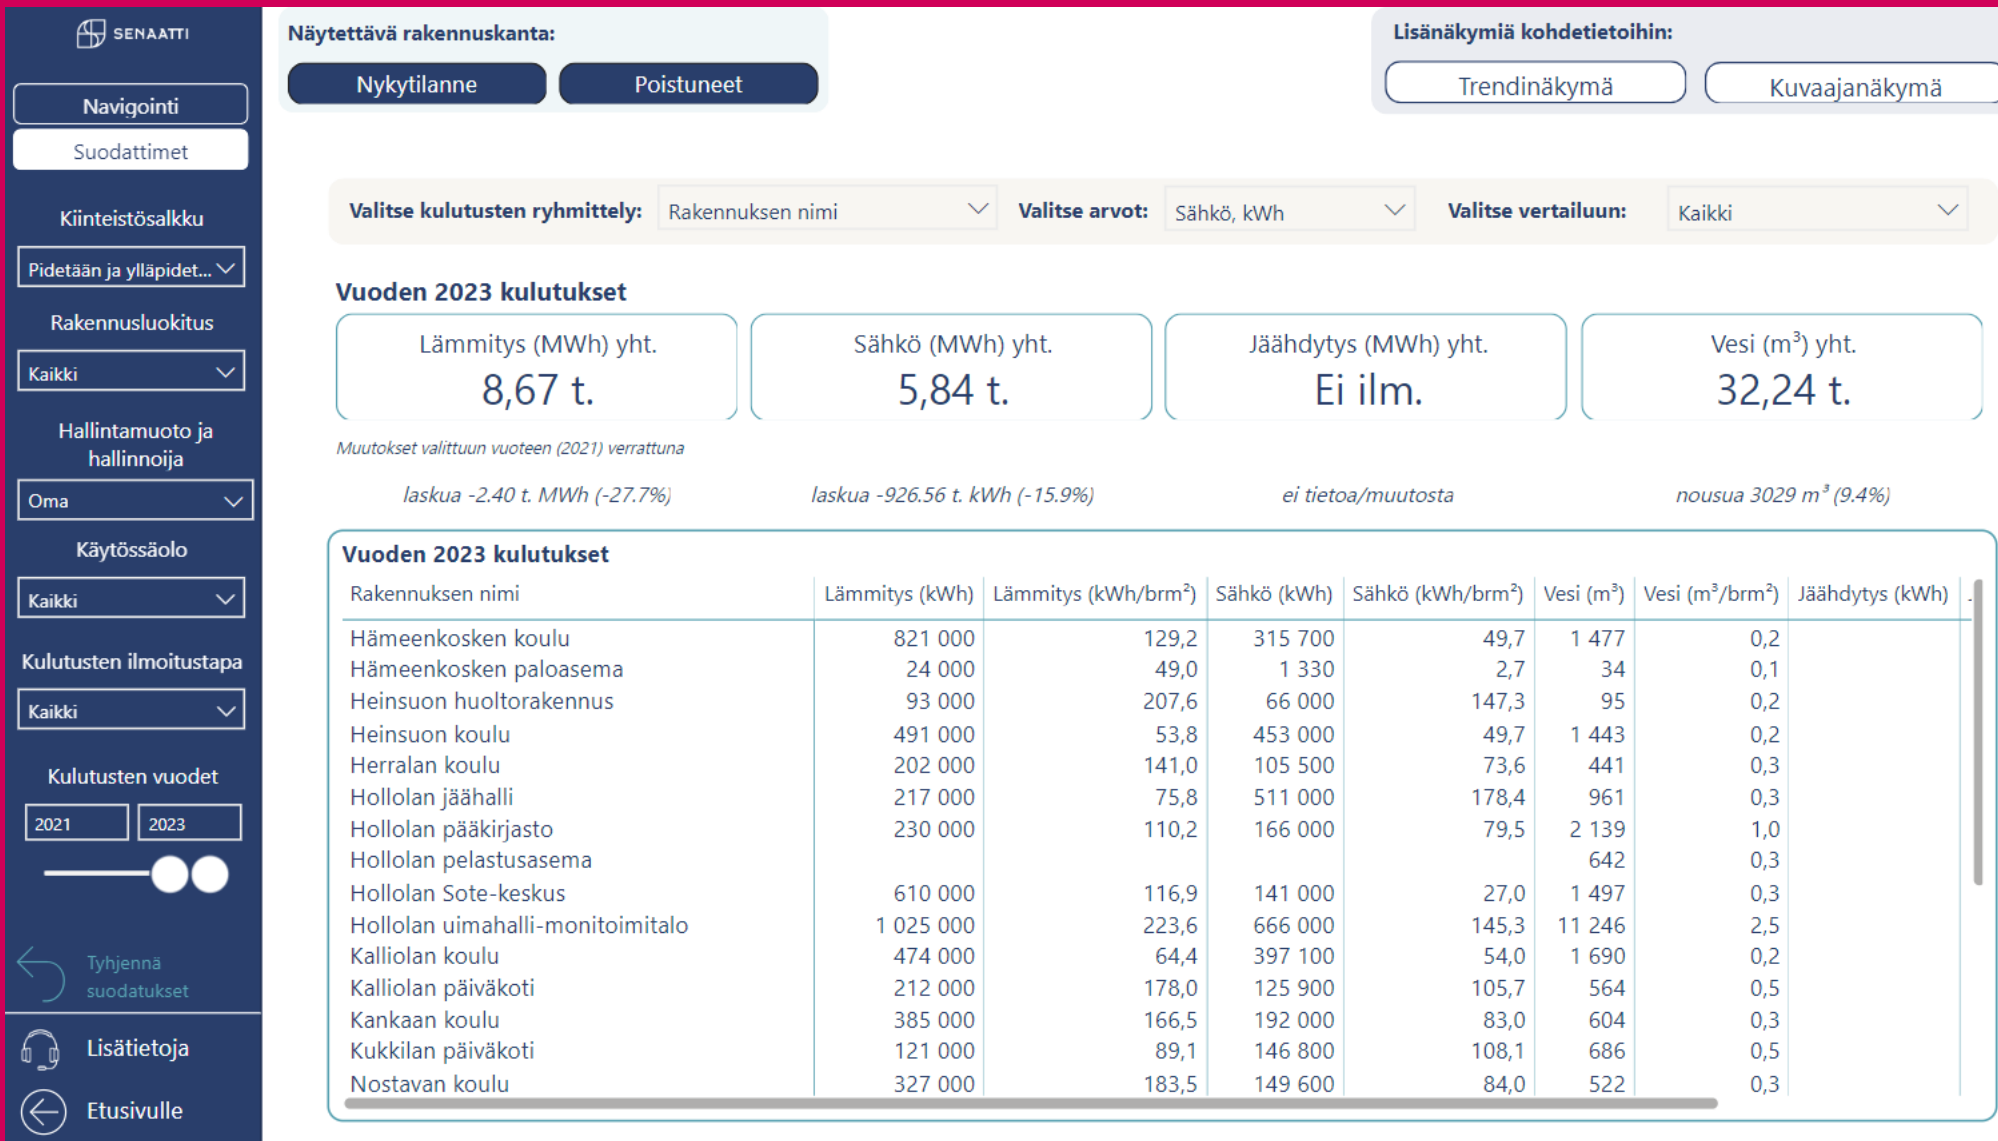 SENAATTI
Navigointi
Suodattimet
Kiinteistösalkku
Pidetään ja ylläpidet...
Rakennusluokitus
Kaikki
Hallintamuoto ja
hallinnoija
Oma
Käytössäolo
Kaikki
Kulutusten ilmoitustapa
Kaikki
Kulutusten vuodet
2021 2023
Tyhjennä
suodatukset
Lisätietoja
Etusivulle
Näytettävä rakennuskanta:
Nykytilanne Poistuneet
Lisänäkymiä kohdetietoihin:
Trendinäkymä Kuvaajanäkymä
Valitse kulutusten ryhmittely: Rakennuksen nimi Valitse arvot: Sähkö, kWh Valitse vertailuun: Kaikki
Vuoden 2023 kulutukset
Lämmitys (MWh) yht. Sähkö (MWh) yht. Jäähdytys (MWh) yht. Vesi (m³) yht.
8,67 t. 5,84 t. Ei ilm. 32,24 t.
Muutokset valittuun vuoteen (2021) verrattuna
laskua -2.40 t. MWh (-27.7%) laskua -926.56 t. kWh (-15.9%) ei tietoa/muutosta nousua 3029 m³ (9.4%)
Vuoden 2023 kulutukset
Rakennuksen nimi Lämmitys (kWh) Lämmitys (kWh/brm²) Sähkö (kWh) Sähkö (kWh/brm²) Vesi (m³) Vesi (m³/brm²) Jäähdytys (kWh)
Hämeenkosken koulu 821 000 129,2 315 700 49,7 1 477 0,2
Hämeenkosken paloasema 24 000 49,0 1 330 2,7 34 0,1
Heinsuon huoltorakennus 93 000 207,6 66 000 147,3 95 0,2
Heinsuon koulu 491 000 53,8 453 000 49,7 1 443 0,2
Herralan koulu 202 000 141,0 105 500 73,6 441 0,3
Hollolan jäähalli 217 000 75,8 511 000 178,4 961 0,3
Hollolan pääkirjasto 230 000 110,2 166 000 79,5 2 139 1,0
Hollolan pelastusasema 642 0,3
Hollolan Sote-keskus 610 000 116,9 141 000 27,0 1 497 0,3
Hollolan uimahalli-monitoimitalo 1 025 000 223,6 666 000 145,3 11 246 2,5
Kalliolan koulu 474 000 64,4 397 100 54,0 1 690 0,2
Kalliolan päiväkoti 212 000 178,0 125 900 105,7 564 0,5
Kankaan koulu 385 000 166,5 192 000 83,0 604 0,3
Kukkilan päiväkoti 121 000 89,1 146 800 108,1 686 0,5
Nostavan koulu 327 000 183,5 149 600 84,0 522 0,3